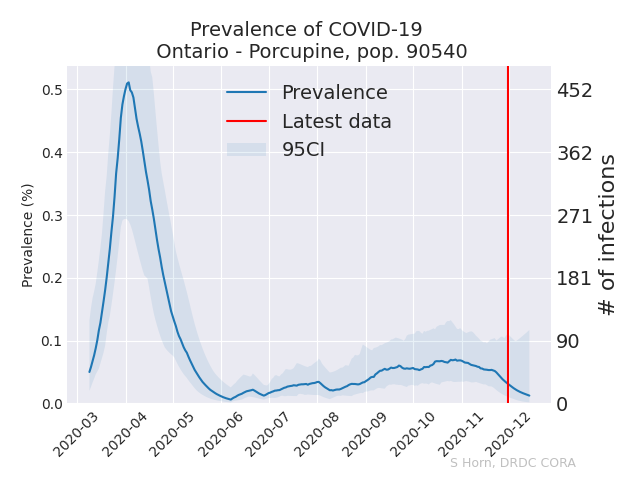 Prevalence of COVID-19
Ontario - Porcupine, pop. 90540
Prevalence
Latest data
95CI
Prevalence (%)
0.5
0.4
0.3
0.2
0.1
0.0
452
362
271
181
90
0
# of infections
2020-03
2020-04
2020-05
2020-06
2020-07
2020-08
2020-09
2020-10
2020-11
2020-12
S Horn, DRDC CORA